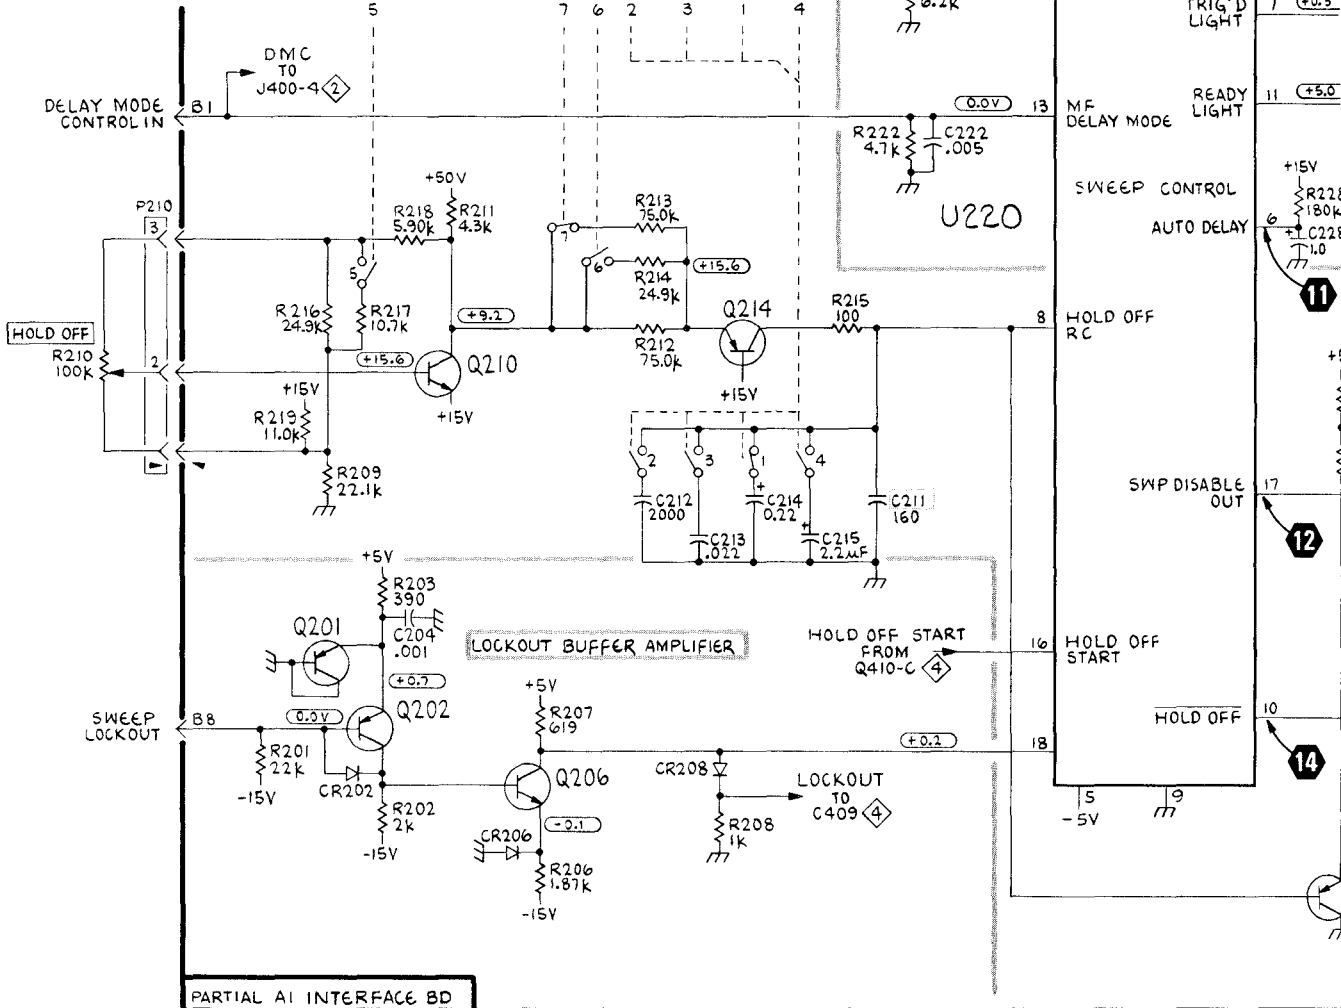 5
7
6
2
3
1
4
6.2K
TRIG'D
LIGHT
7
+0.5
DMC
TO
J400-4 2
DELAY MODE
CONTROL IN
B1
0.0V
13
MF
DELAY MODE
READY
LIGHT
11
+5.0
R222
4.7K
C222
.005
+15V
SWEEP CONTROL
R228
180K
U220
AUTO DELAY
6
+
C228
1.0
11
+50V
P210
3
R218
5.90K
R211
4.3K
R213
75.0K
7
5
6
+15.6
R214
24.9K
R216
24.9K
R217
10.7K
+9.2
Q214
R215
100
8
HOLD OFF
RC
HOLD OFF
R210
100K
2
+15.6
Q210
R212
75.0K
+15V
+15V
+15V
R219
11.0K
R209
22.1K
2
3
1
4
C212
2000
+
C214
0.22
C211
160
C213
.022
+
C215
2.2µF
SWP DISABLE
OUT
17
12
+5V
R203
390
C204
.001
Q201
LOCKOUT BUFFER AMPLIFIER
HOLD OFF START
FROM
Q410-C 4
16
HOLD OFF
START
+0.7
+5V
SWEEP
LOCKOUT
B8
0.0V
Q202
R207
619
HOLD OFF
10
14
R201
22K
-15V
CR202
R202
2K
-15V
Q206
+0.2
18
CR208
LOCKOUT
TO
C409 4
R208
1K
5
-5V
9
-0.1
CR206
R206
1.87K
-15V
PARTIAL A1 INTERFACE BD